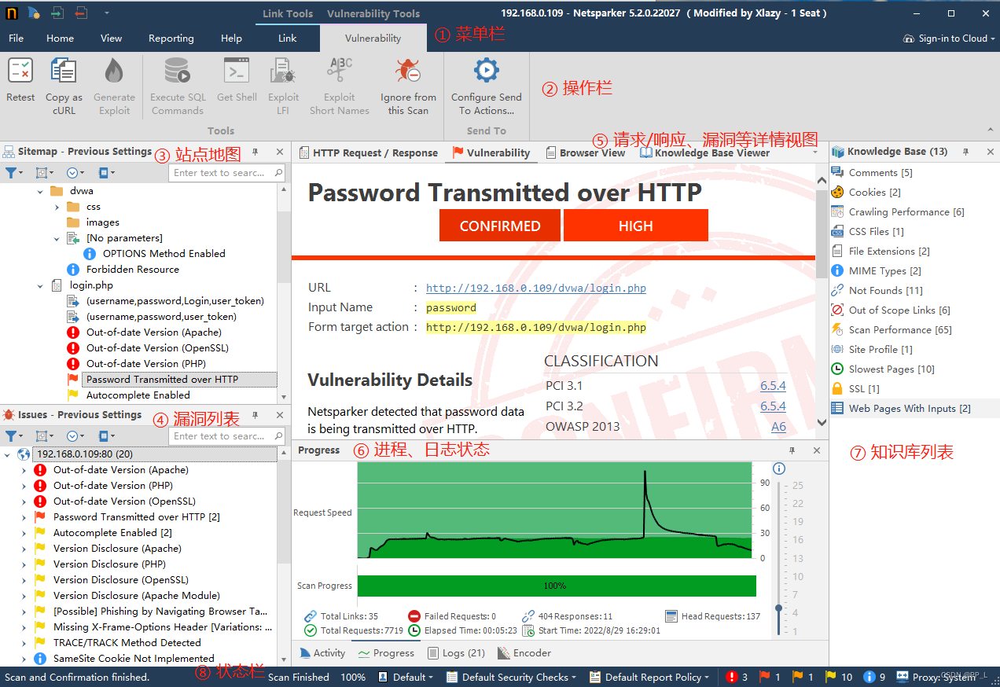 Link Tools
Vulnerability Tools
192.168.0.109 - Netsparker 5.2.0.22027 ( Modified by Xlazy - 1 Seat )
File
Home
View
Reporting
Help
Link
Vulnerability
① 菜单栏
Sign-in to Cloud
Retest
Copy as cURL
Generate Exploit
Execute SQL Commands
Get Shell
Exploit LFI
Exploit Short Names
Ignore from this Scan
Configure Send To Actions...
② 操作栏
Tools
Send To
Sitemap - Previous Settings
③ 站点地图
Enter text to searc...
dvwa
css
images
[No parameters]
OPTIONS Method Enabled
Forbidden Resource
login.php
(username,password,Login,user_token)
(username,password,user_token)
Out-of-date Version (Apache)
Out-of-date Version (OpenSSL)
Out-of-date Version (PHP)
Password Transmitted over HTTP
Autocomplete Enabled
Issues - Previous Settings
④ 漏洞列表
Enter text to searc...
192.168.0.109:80 (20)
Out-of-date Version (Apache)
Out-of-date Version (PHP)
Out-of-date Version (OpenSSL)
Password Transmitted over HTTP [2]
Autocomplete Enabled [2]
Version Disclosure (Apache)
Version Disclosure (PHP)
Version Disclosure (OpenSSL)
Version Disclosure (Apache Module)
[Possible] Phishing by Navigating Browser Ta...
Missing X-Frame-Options Header [Variations: ...
TRACE/TRACK Method Detected
SameSite Cookie Not Implemented
⑤ 请求/响应、漏洞等详情视图
HTTP Request / Response
Vulnerability
Browser View
Knowledge Base Viewer
Password Transmitted over HTTP
CONFIRMED
HIGH
URL : http://192.168.0.109/dvwa/login.php
Input Name : password
Form target action : http://192.168.0.109/dvwa/login.php
Vulnerability Details
Netsparker detected that password data
is being transmitted over HTTP.
CLASSIFICATION
PCI 3.1 6.5.4
PCI 3.2 6.5.4
OWASP 2013 A6
CONFIRM
Progress
⑥ 进程、日志状态
Request Speed
90
60
30
0
25
22
19
16
13
10
7
4
1
Scan Progress
100%
Total Links: 35
Failed Requests: 0
404 Responses: 11
Head Requests: 137
Total Requests: 7719
Elapsed Time: 00:05:23
Start Time: 2022/8/29 16:29:01
Activity
Progress
Logs (21)
Encoder
Knowledge Base (13)
Comments [5]
Cookies [2]
Crawling Performance [6]
CSS Files [1]
File Extensions [2]
MIME Types [2]
Not Founds [11]
Out of Scope Links [6]
Scan Performance [65]
Site Profile [1]
Slowest Pages [10]
SSL [1]
Web Pages With Inputs [2]
⑦ 知识库列表
Scan and Confirmation finished.
⑧ 状态栏
Scan Finished
100%
Default
Default Security Checks
Default Report Policy
3
1
1
10
9
Proxy: System